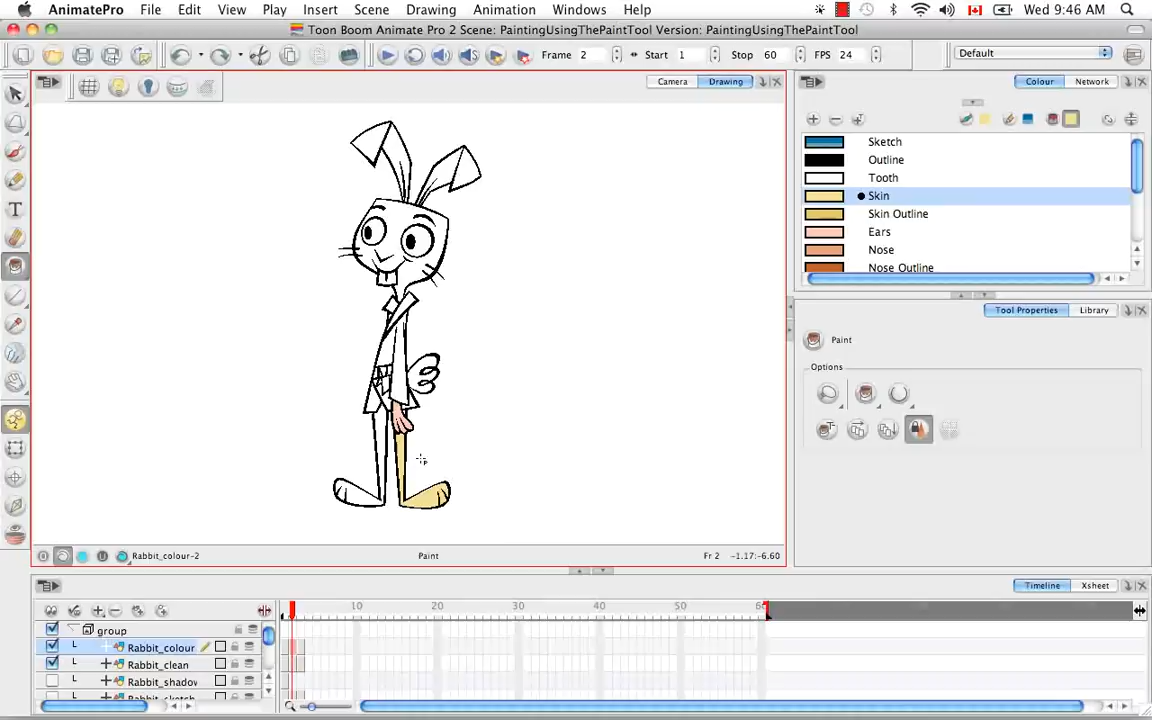 AnimatePro File Edit View Play Insert Scene Drawing Animation Windows Help Wed 9:46 AM
Toon Boom Animate Pro 2 Scene: PaintingUsingThePaintTool Version: PaintingUsingThePaintTool
Frame 2 Start 1 Stop 60 FPS 24 Default
Camera Drawing Colour Network
Sketch
Outline
Tooth
Skin
Skin Outline
Ears
Nose
Nose Outline
Tool Properties Library
Paint
Options
Rabbit_colour-2 Paint Fr 2 -1.17:-6.60
Timeline Xsheet
10 20 30 40 50 60
group
Rabbit_colour
Rabbit_clean
Rabbit_shadov